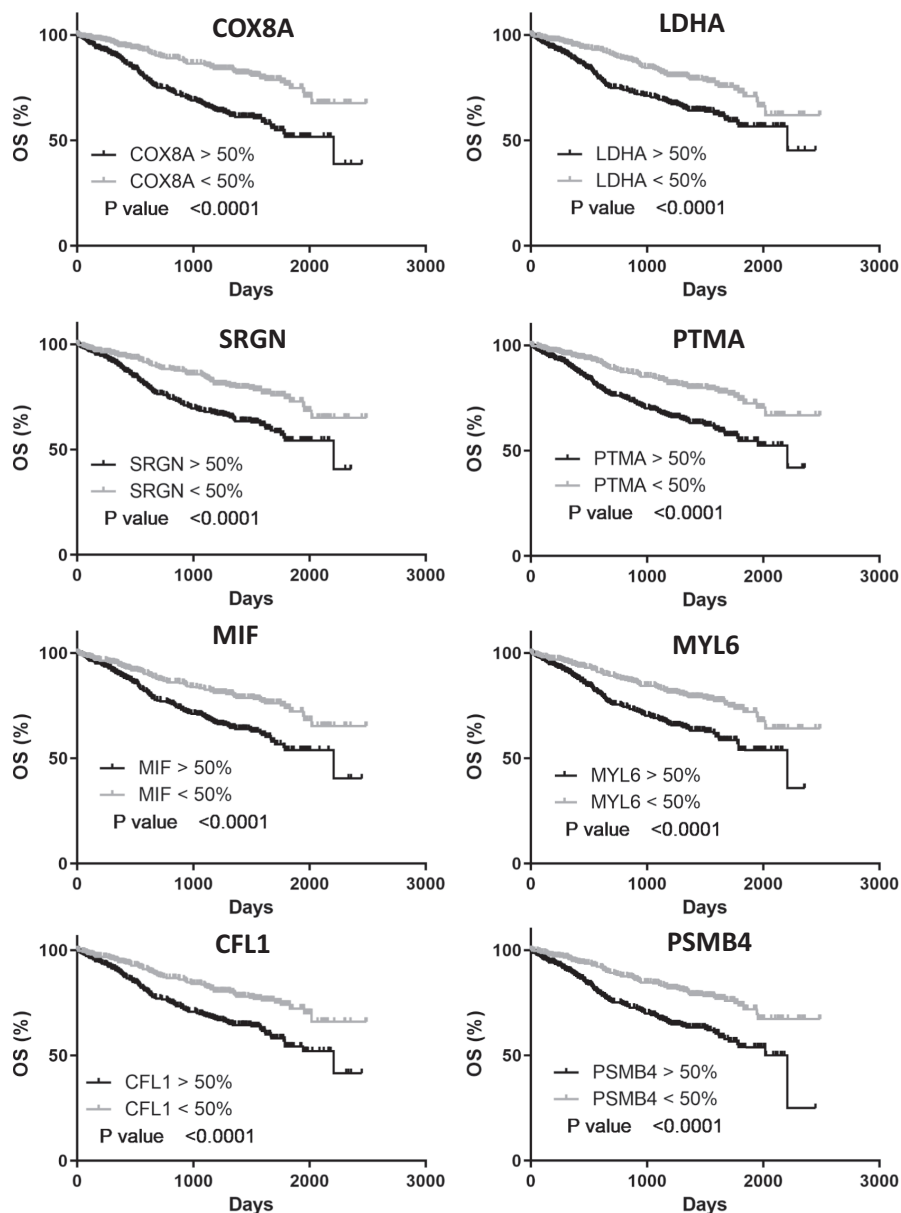 COX8A
100
50
0
OS (%)
COX8A > 50%
COX8A < 50%
P value <0.0001
0 1000 2000 3000
Days
LDHA
100
50
0
OS (%)
LDHA > 50%
LDHA < 50%
P value <0.0001
0 1000 2000 3000
Days
SRGN
100
50
0
OS (%)
SRGN > 50%
SRGN < 50%
P value <0.0001
0 1000 2000 3000
Days
PTMA
100
50
0
OS (%)
PTMA > 50%
PTMA < 50%
P value <0.0001
0 1000 2000 3000
Days
MIF
100
50
0
OS (%)
MIF > 50%
MIF < 50%
P value <0.0001
0 1000 2000 3000
Days
MYL6
100
50
0
OS (%)
MYL6 > 50%
MYL6 < 50%
P value <0.0001
0 1000 2000 3000
Days
CFL1
100
50
0
OS (%)
CFL1 > 50%
CFL1 < 50%
P value <0.0001
0 1000 2000 3000
Days
PSMB4
100
50
0
OS (%)
PSMB4 > 50%
PSMB4 < 50%
P value <0.0001
0 1000 2000 3000
Days